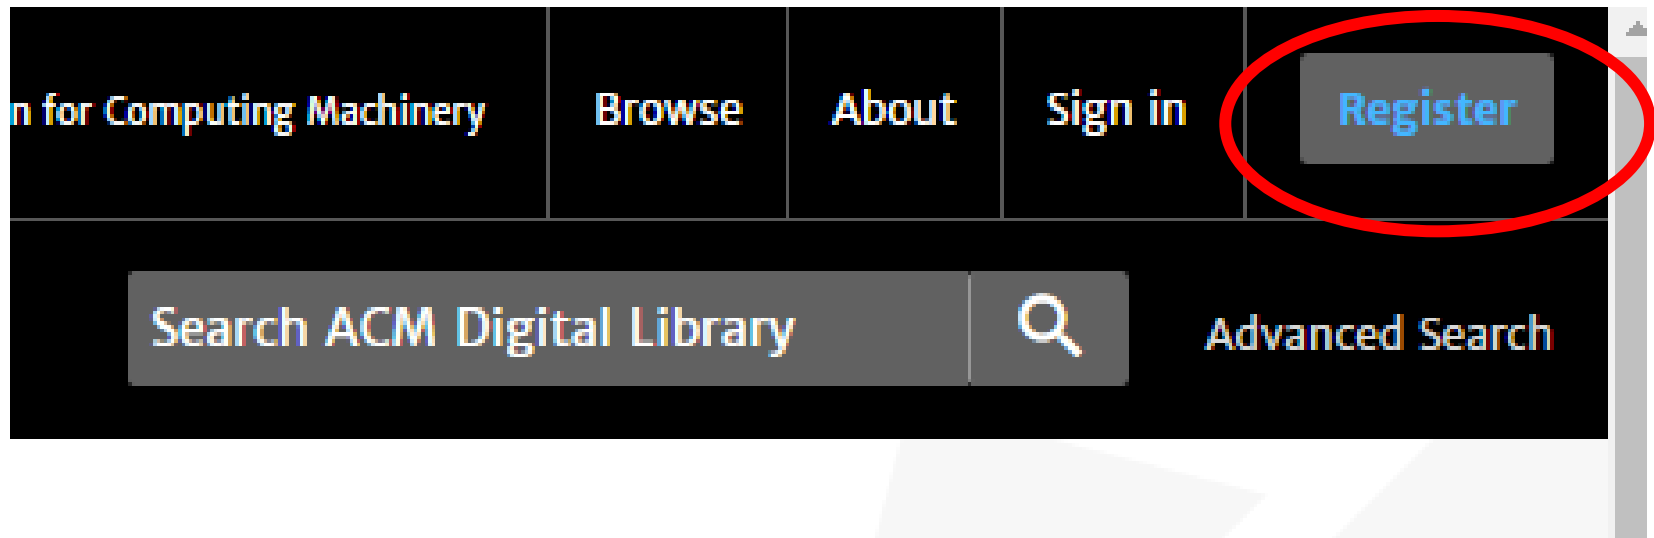 n for Computing Machinery Browse About Sign in Register
Search ACM Digital Library Advanced Search